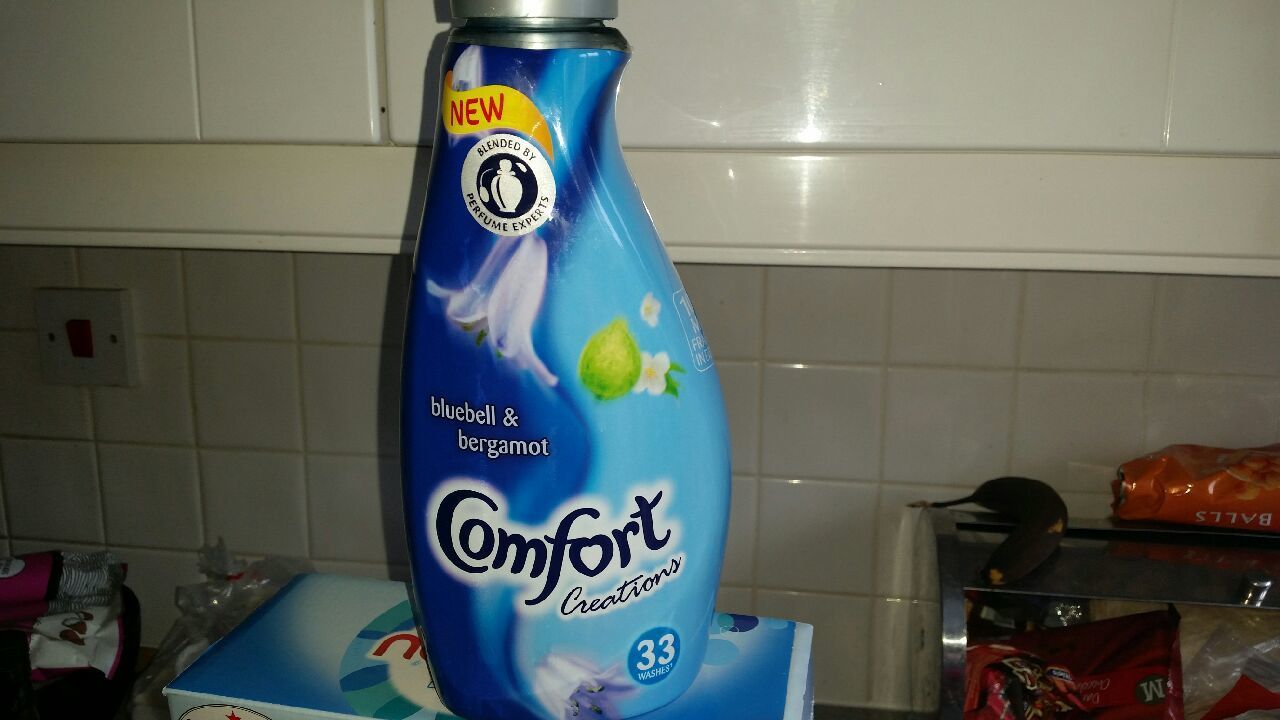 NEW
BLENDED BY
PERFUME EXPERTS
bluebell &
bergamot
Comfort
Creations
33
WASHES*
BALLS
M